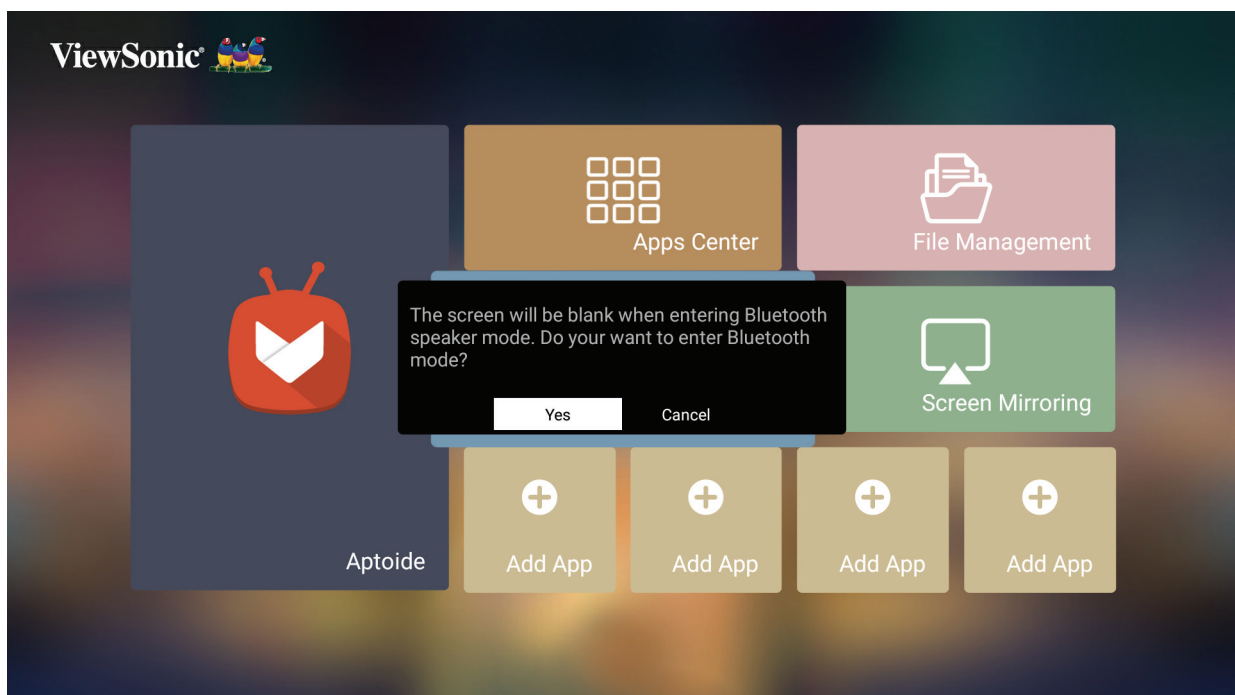 ViewSonic®
Apps Center
File Management
The screen will be blank when entering Bluetooth
speaker mode. Do your want to enter Bluetooth
mode?
Yes
Cancel
Screen Mirroring
Aptoide
Add App
Add App
Add App
Add App